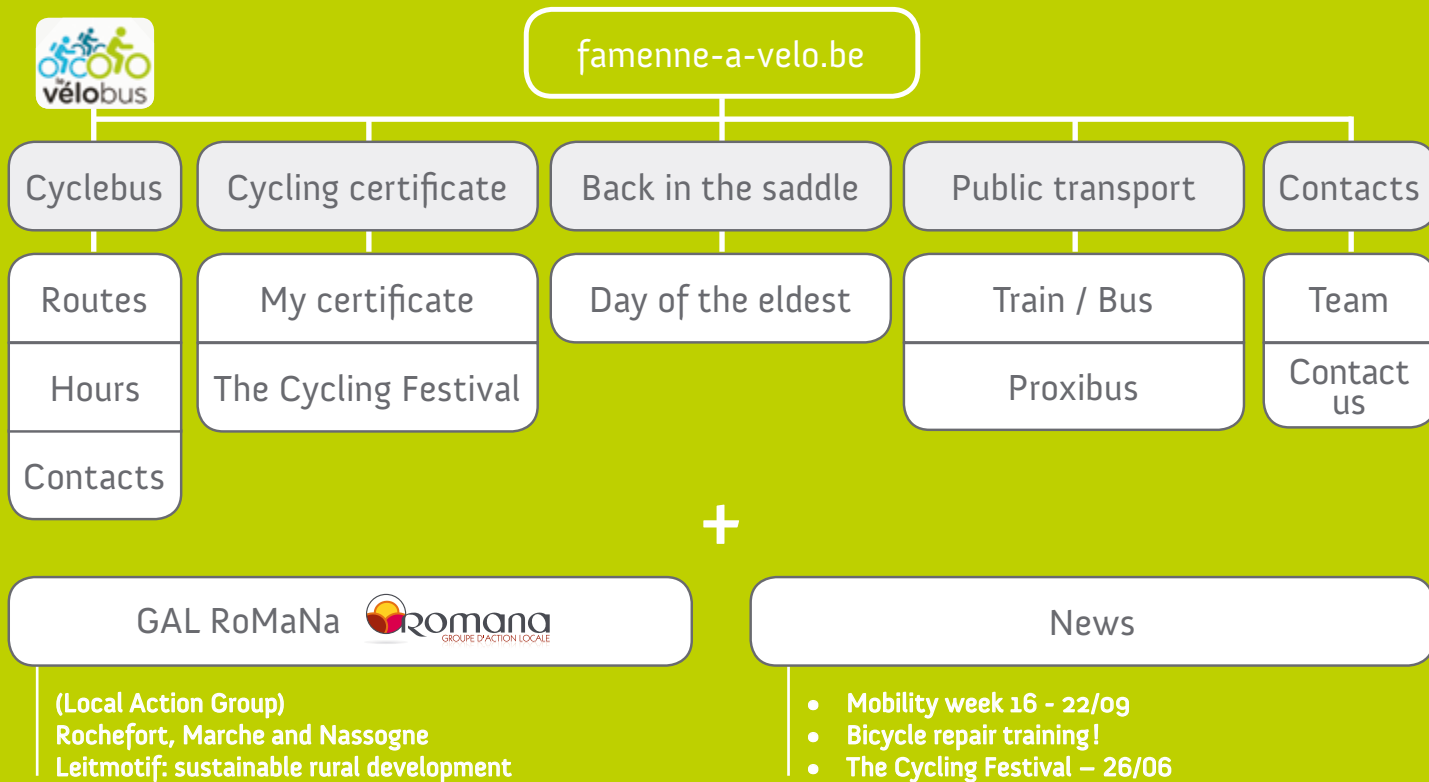 le
vélobus
famenne-a-velo.be
Cyclebus
Cycling certificate
Back in the saddle
Public transport
Contacts
Routes
Hours
Contacts
My certificate
The Cycling Festival
Day of the eldest
Train / Bus
Proxibus
Team
Contact
us
+
GAL RoMaNa
Romana
GROUPE D'ACTION LOCALE
(Local Action Group)
Rochefort, Marche and Nassogne
Leitmotif: sustainable rural development
News
• Mobility week 16 - 22/09
• Bicycle repair training!
• The Cycling Festival – 26/06